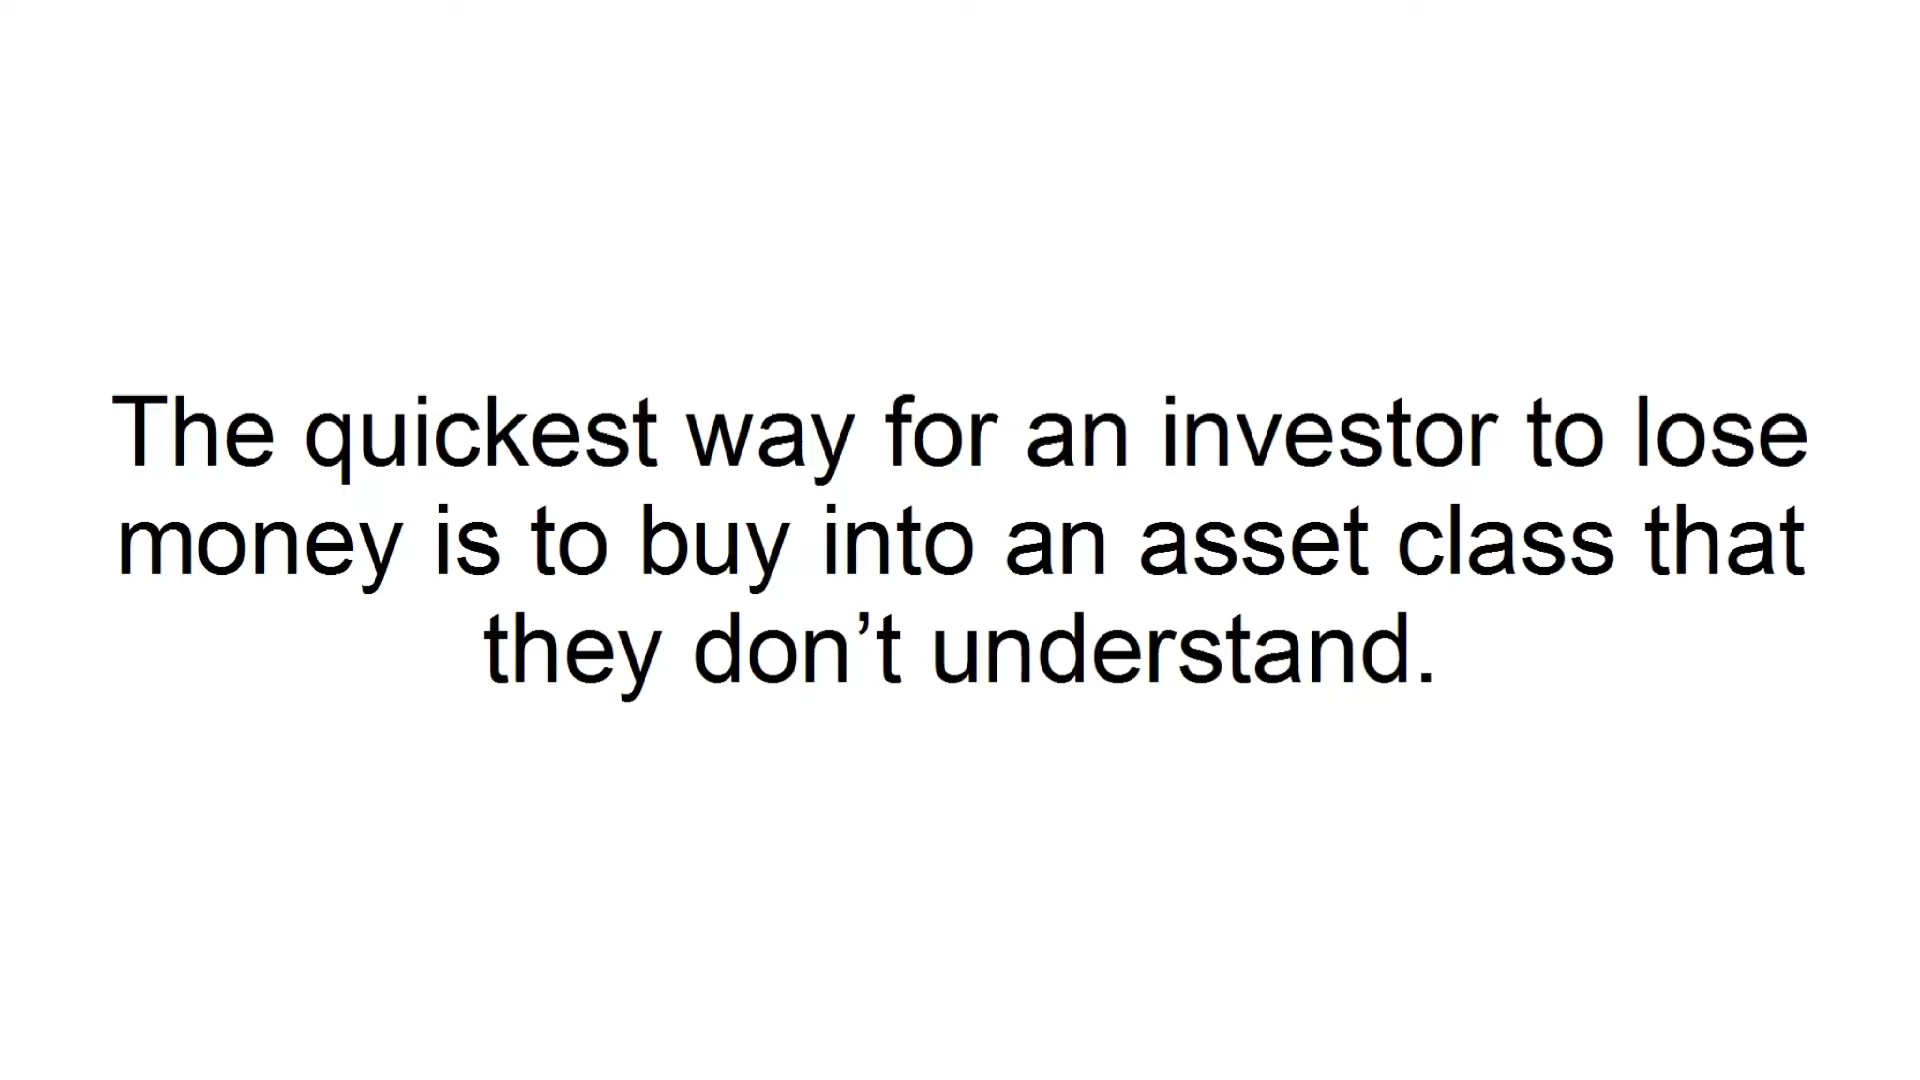 The quickest way for an investor to lose
money is to buy into an asset class that
they don’t understand.